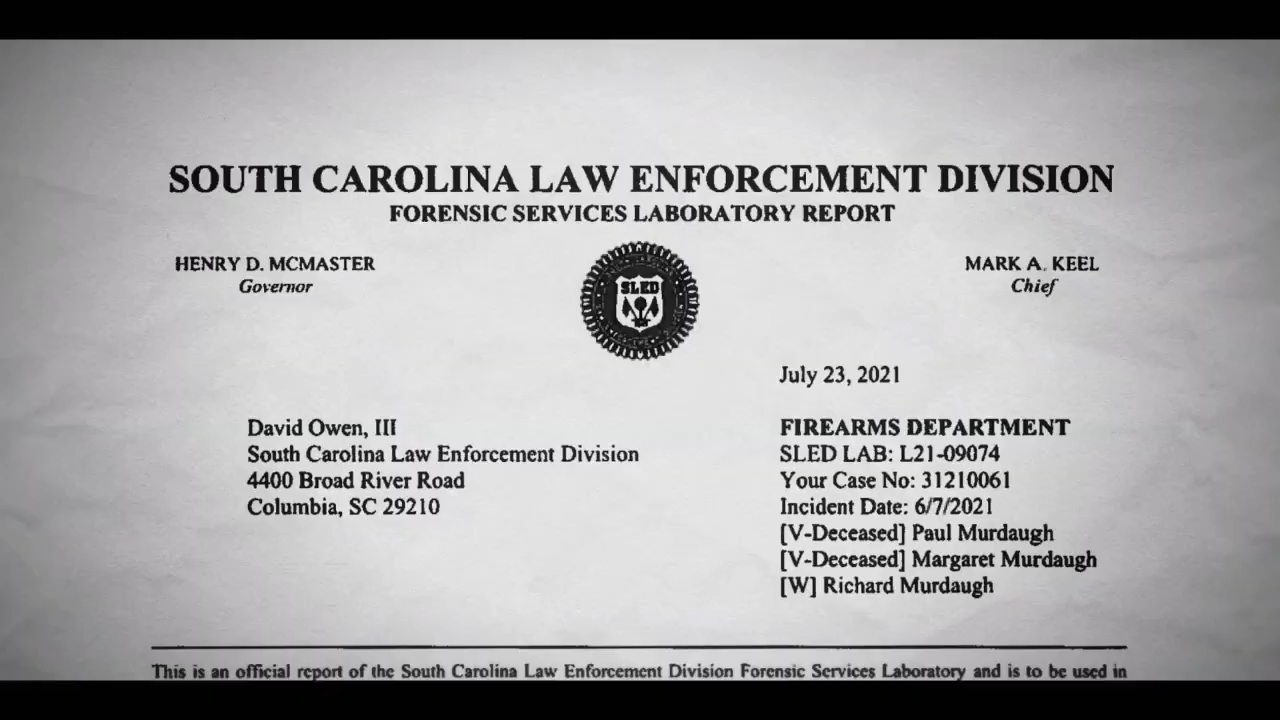 SOUTH CAROLINA LAW ENFORCEMENT DIVISION
FORENSIC SERVICES LABORATORY REPORT
HENRY D. MCMASTER
Governor
SLED
MARK A. KEEL
Chief
July 23, 2021
David Owen, III
South Carolina Law Enforcement Division
4400 Broad River Road
Columbia, SC 29210
FIREARMS DEPARTMENT
SLED LAB: L21-09074
Your Case No: 31210061
Incident Date: 6/7/2021
[V-Deceased] Paul Murdaugh
[V-Deceased] Margaret Murdaugh
[W] Richard Murdaugh
This is an official report of the South Carolina Law Enforcement Division Forensic Services Laboratory and is to be used in